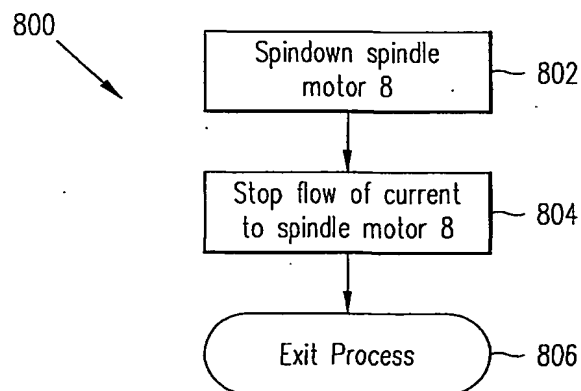 800
Spindown spindle
motor 8
802
Stop flow of current
to spindle motor 8
804
Exit Process
806